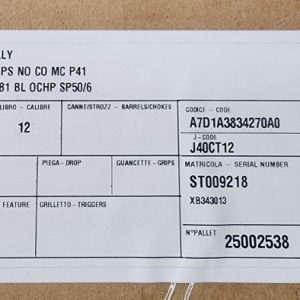 LLY
PS NO CO MC P41
81 BL OCHP SP50/6
LIBRO - CALIBRE
CANNE/STROZZ - BARRELS/CHOKES
CODICE - CODE
12
A7D1A3834270A0
J-CODE
J40CT12
PIEGA - DROP
GUANCETTE - GRIPS
MATRICOLA - SERIAL NUMBER
ST009218
XB343013
FEATURE
GRILLETTO - TRIGGERS
N°PALLET
25002538